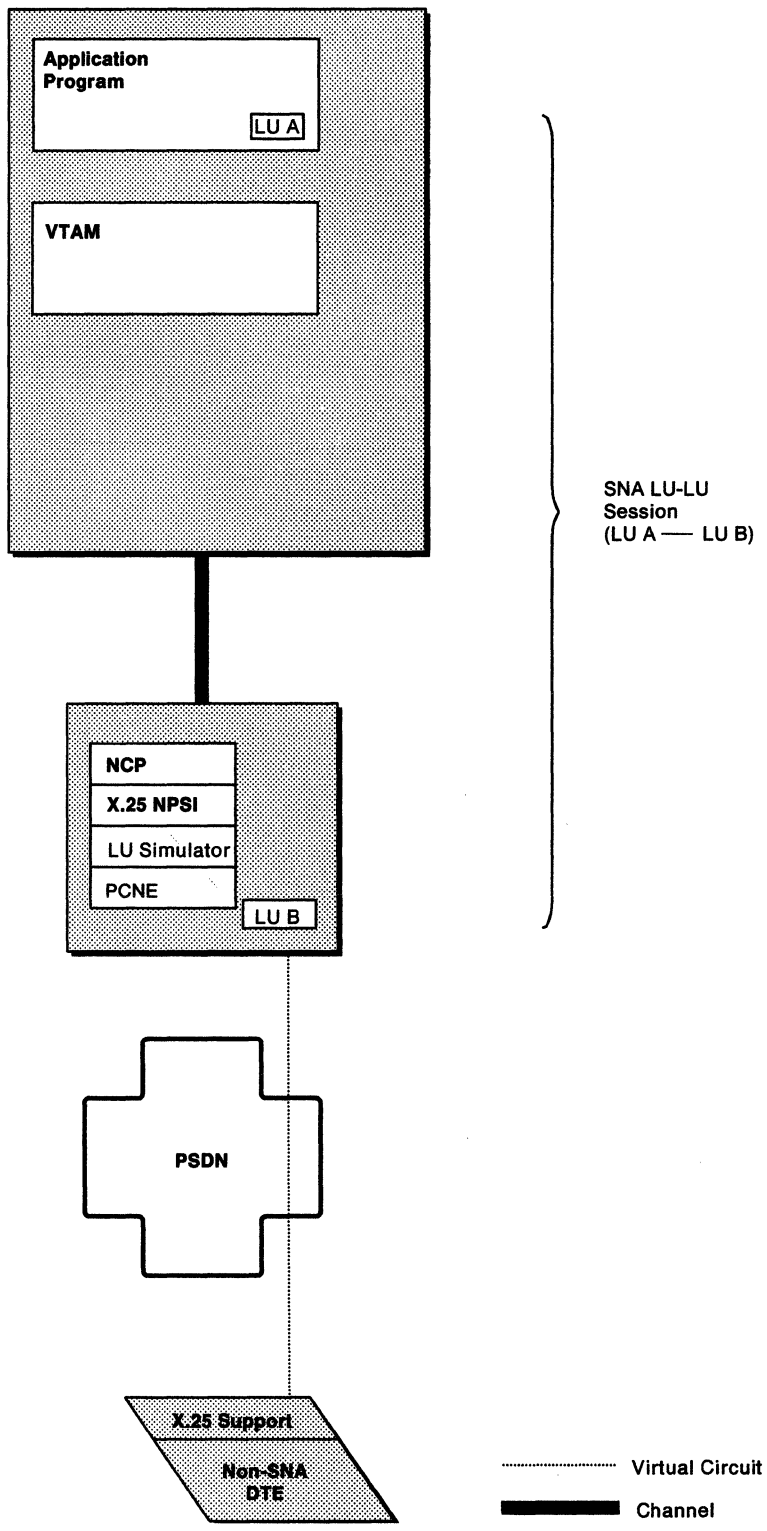 Application
Program
LU A
VTAM
SNA LU-LU
Session
(LU A — LU B)
NCP
X.25 NPSI
LU Simulator
PCNE
LU B
PSDN
X.25 Support
Non-SNA
DTE
Virtual Circuit
Channel